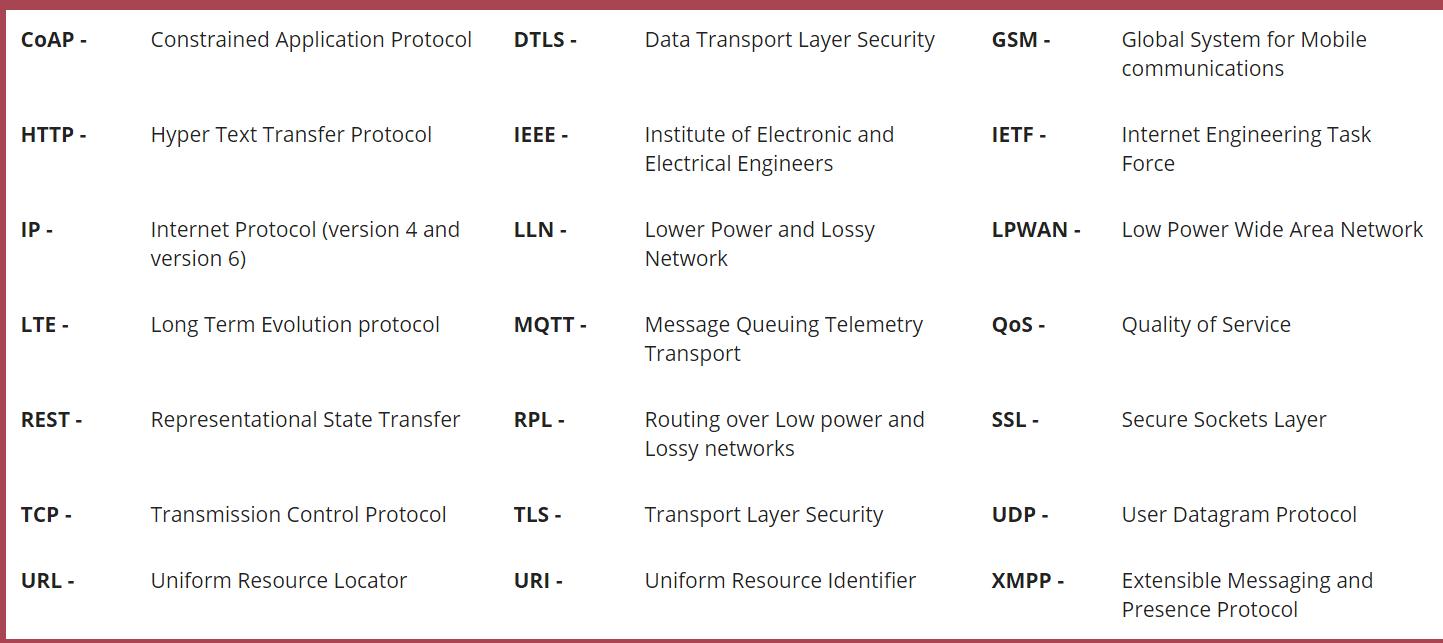 CoAP - Constrained Application Protocol DTLS - Data Transport Layer Security GSM - Global System for Mobile
communications
HTTP - Hyper Text Transfer Protocol IEEE - Institute of Electronic and IETF - Internet Engineering Task
Electrical Engineers Force
IP - Internet Protocol (version 4 and LLN - Lower Power and Lossy LPWAN - Low Power Wide Area Network
version 6) Network
LTE - Long Term Evolution protocol MQTT - Message Queuing Telemetry QoS - Quality of Service
Transport
REST - Representational State Transfer RPL - Routing over Low power and SSL - Secure Sockets Layer
Lossy networks
TCP - Transmission Control Protocol TLS - Transport Layer Security UDP - User Datagram Protocol
URL - Uniform Resource Locator URI - Uniform Resource Identifier XMPP - Extensible Messaging and
Presence Protocol